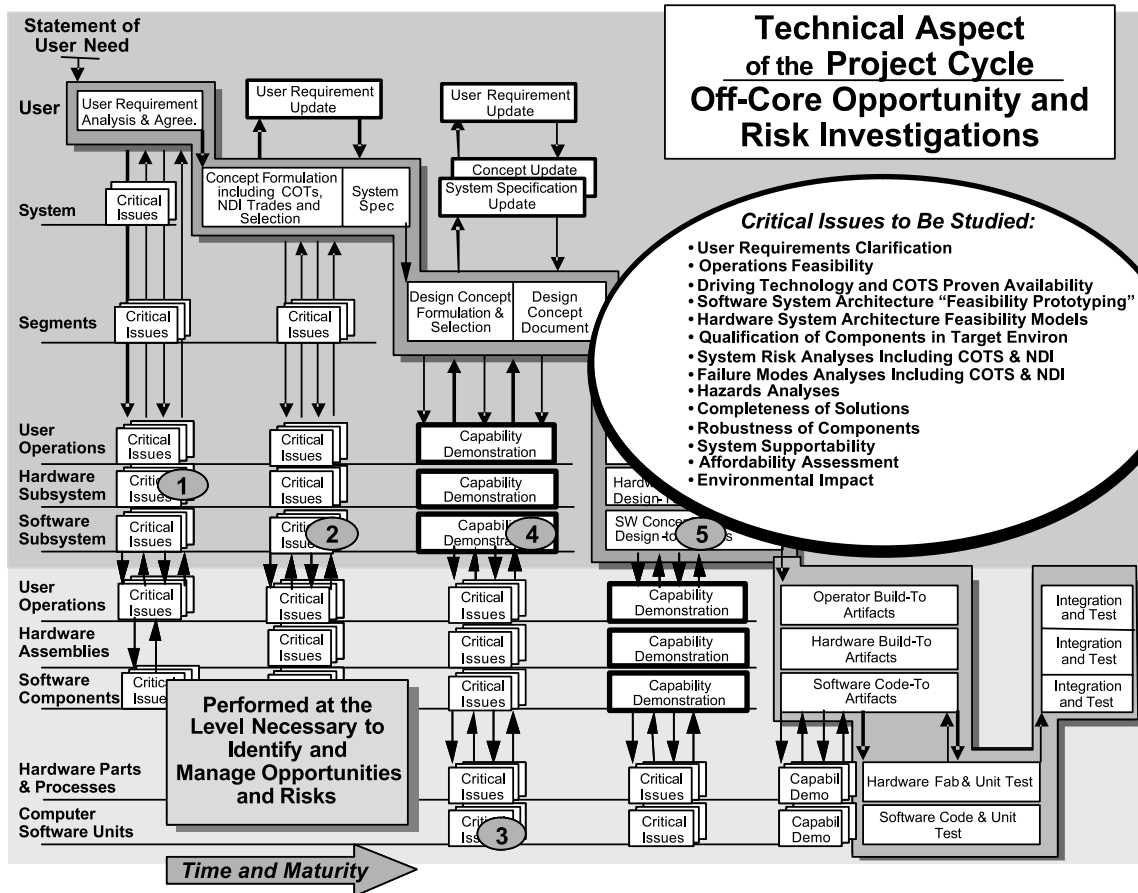 Statement of
User Need
Technical Aspect
of the Project Cycle
Off-Core Opportunity and
Risk Investigations
User
User Requirement
Analysis & Agree.
User Requirement
Update
User Requirement
Update
Concept Update
System Specification
Update
System
Critical
Issues
Concept Formulation
including COTs,
NDI Trades and
Selection
System
Spec
Critical Issues to Be Studied:
• User Requirements Clarification
• Operations Feasibility
• Driving Technology and COTS Proven Availability
• Software System Architecture “Feasibility Prototyping”
• Hardware System Architecture Feasibility Models
• Qualification of Components in Target Environ
• System Risk Analyses Including COTS & NDI
• Failure Modes Analyses Including COTS & NDI
• Hazards Analyses
• Completeness of Solutions
• Robustness of Components
• System Supportability
• Affordability Assessment
• Environmental Impact
Segments
Critical
Issues
Critical
Issues
Design Concept
Formulation &
Selection
Design
Concept
Document
User
Operations
Critical
Issues
Critical
Issues
Capability
Demonstration
Hardware
Subsystem
Critical
Issues
1
Critical
Issues
Capability
Demonstration
Design-
Software
Subsystem
Critical
Issues
Critical
Issues
2
4
SW
Design-to
5
User
Operations
Critical
Issues
Critical
Issues
Critical
Issues
Capability
Demonstration
Operator Build-To
Artifacts
Integration
and Test
Hardware
Assemblies
Critical
Issues
Critical
Issues
Capability
Demonstration
Hardware Build-To
Artifacts
Integration
and Test
Software
Components
Critical
Critical
Issues
Capability
Demonstration
Software Code-To
Artifacts
Integration
and Test
Performed at the
Level Necessary to
Identify and
Manage Opportunities
and Risks
Hardware Parts
& Processes
Critical
Issues
Critical
Issues
Capabil
Demo
Hardware Fab & Unit Test
Computer
Software Units
3
Critical
Issues
Capabil
Demo
Software Code & Unit
Test
Time and Maturity